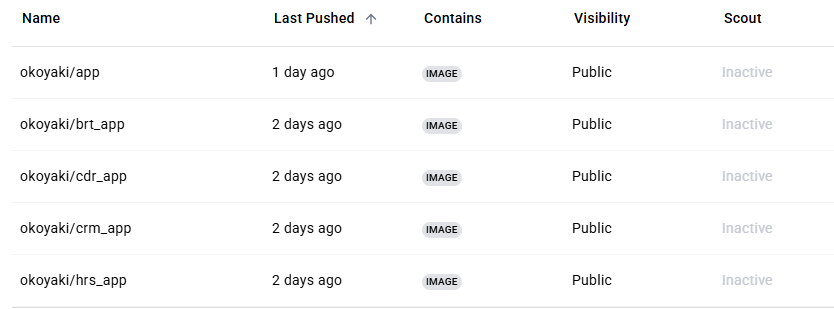 Name Last Pushed ↑ Contains Visibility Scout
okoyaki/app 1 day ago IMAGE Public Inactive
okoyaki/brt_app 2 days ago IMAGE Public Inactive
okoyaki/cdr_app 2 days ago IMAGE Public Inactive
okoyaki/crm_app 2 days ago IMAGE Public Inactive
okoyaki/hrs_app 2 days ago IMAGE Public Inactive